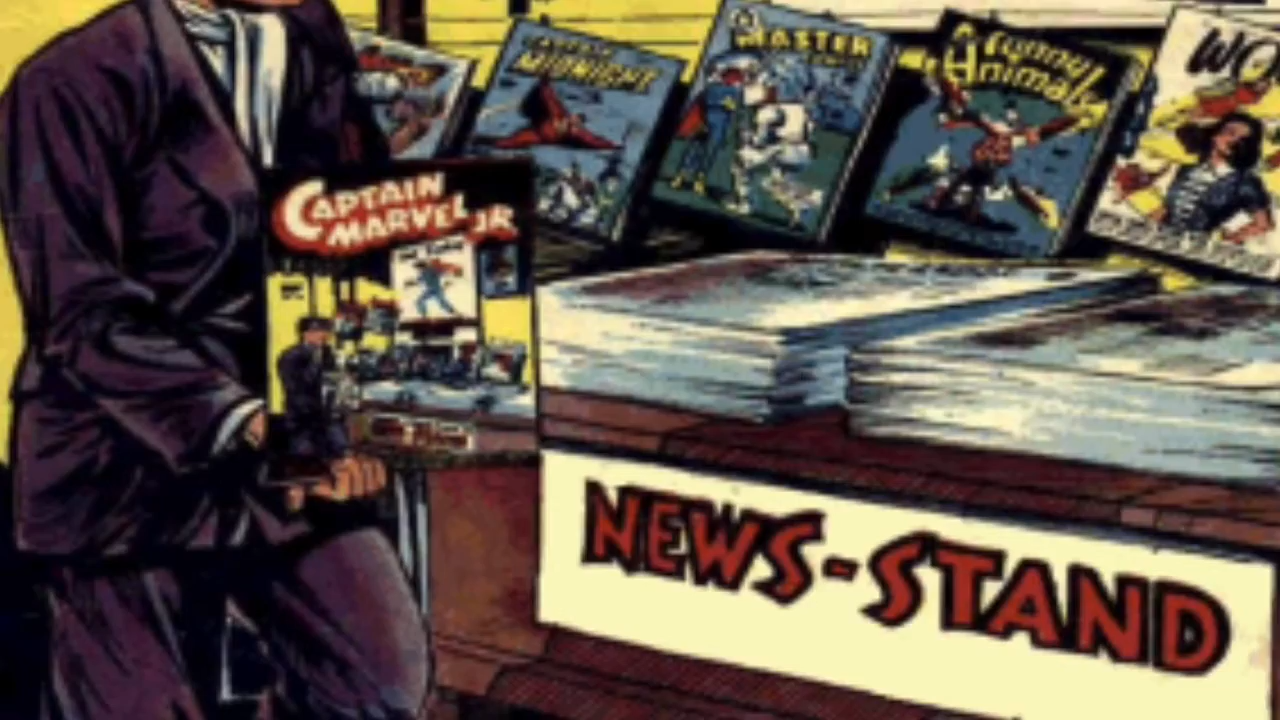 CAPTAIN
MIDNIGHT
MASTER
Funny
Animals
WO
CAPTAIN
MARVEL JR.
NEWS-STAND